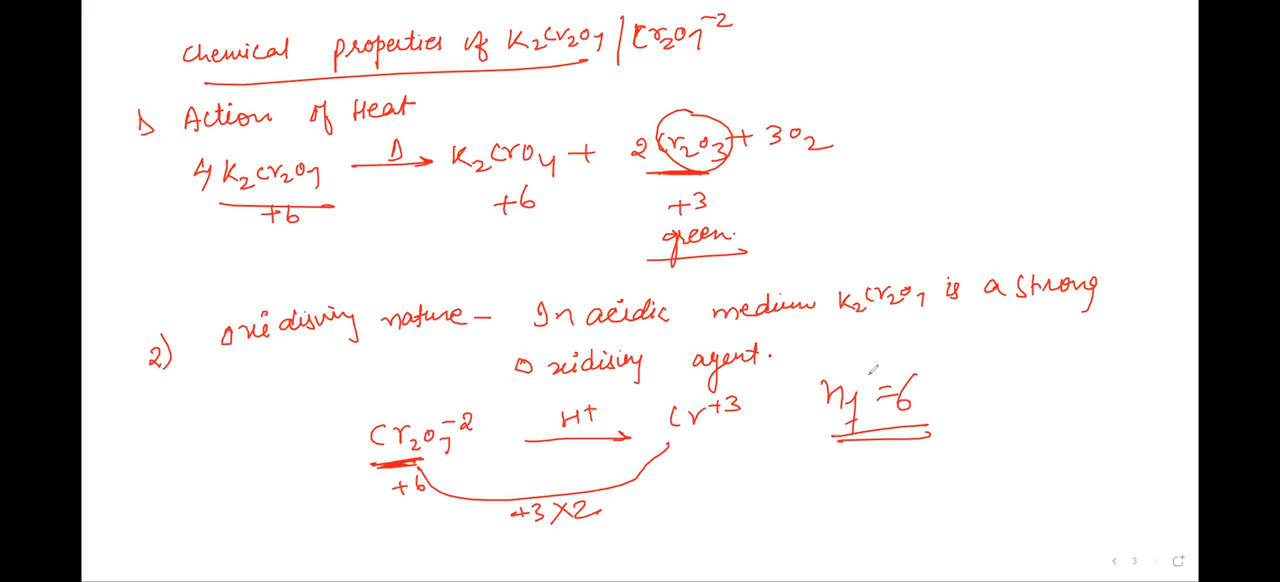 Chemical properties of K2Cr2O7 / Cr2O7^-2
1) Action of Heat
4 K2Cr2O7 —Δ→ K2CrO4 + 2 Cr2O3 + 3O2
+6 +6 +3
green.
2) oxidising nature – In acidic medium K2Cr2O7 is a strong
oxidising agent.
Cr2O7^-2 —H+→ Cr^+3 nf = 6
+6
+3×2
3